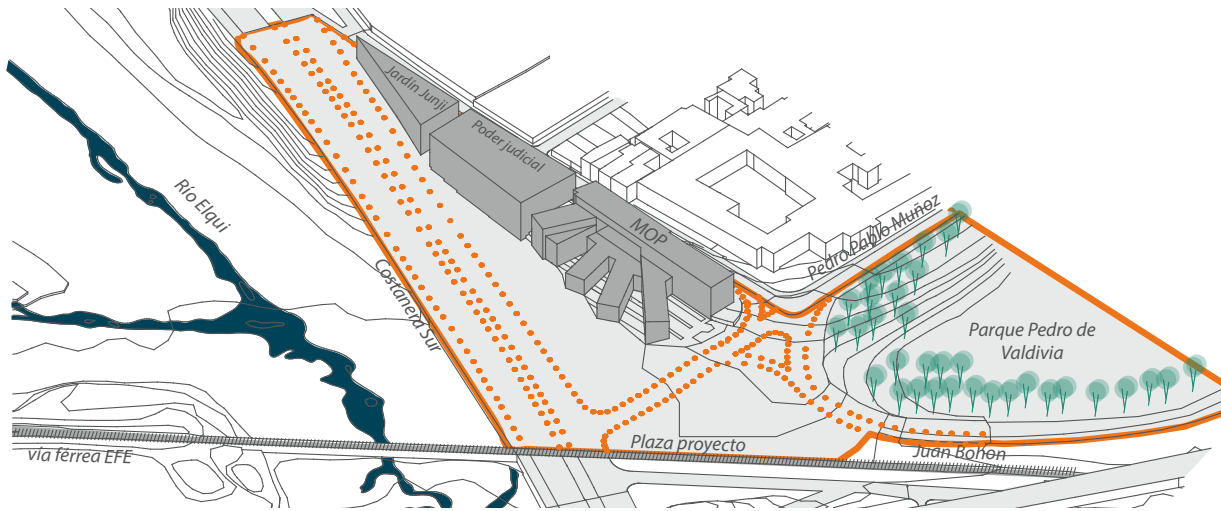 Jardín Junji
Poder judicial
MOP
Río Elqui
Costanera Sur
Pedro Pablo Muñoz
Parque Pedro de
Valdivia
Plaza proyecto
Juan Bohon
vía férrea EFE